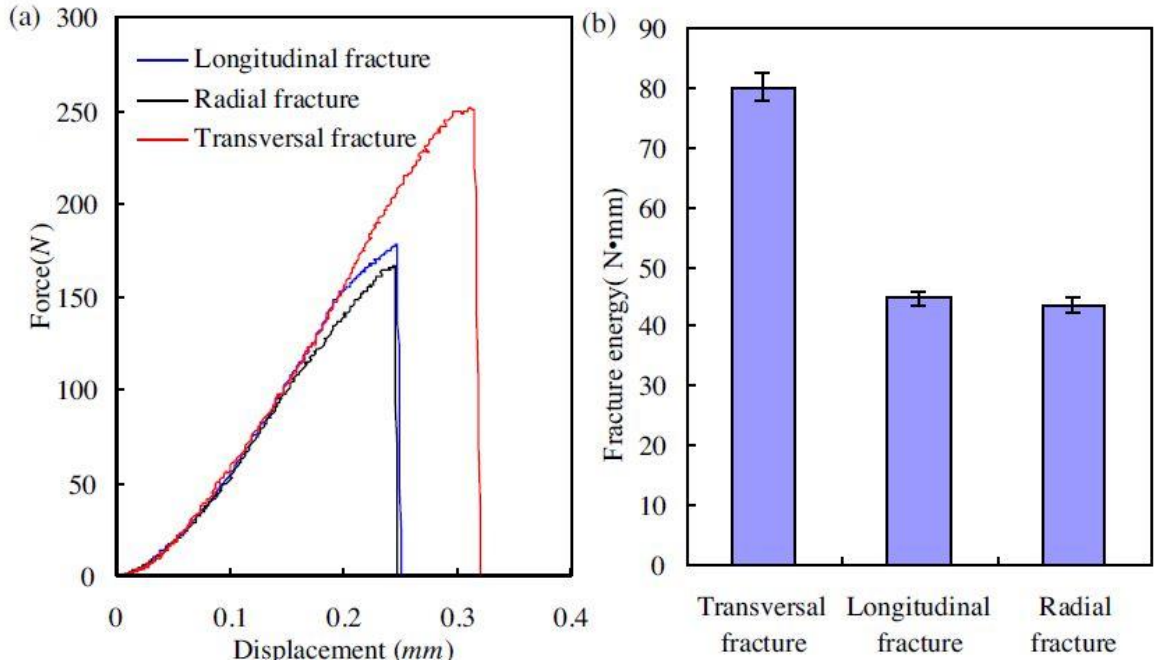 (a)
300
250
200
150
100
50
0
Force(N)
Longitudinal fracture
Radial fracture
Transversal fracture
0 0.1 0.2 0.3 0.4
Displacement (mm)
(b)
90
80
70
60
50
40
30
20
10
0
Fracture energy( N•mm)
Transversal
fracture
Longitudinal
fracture
Radial
fracture